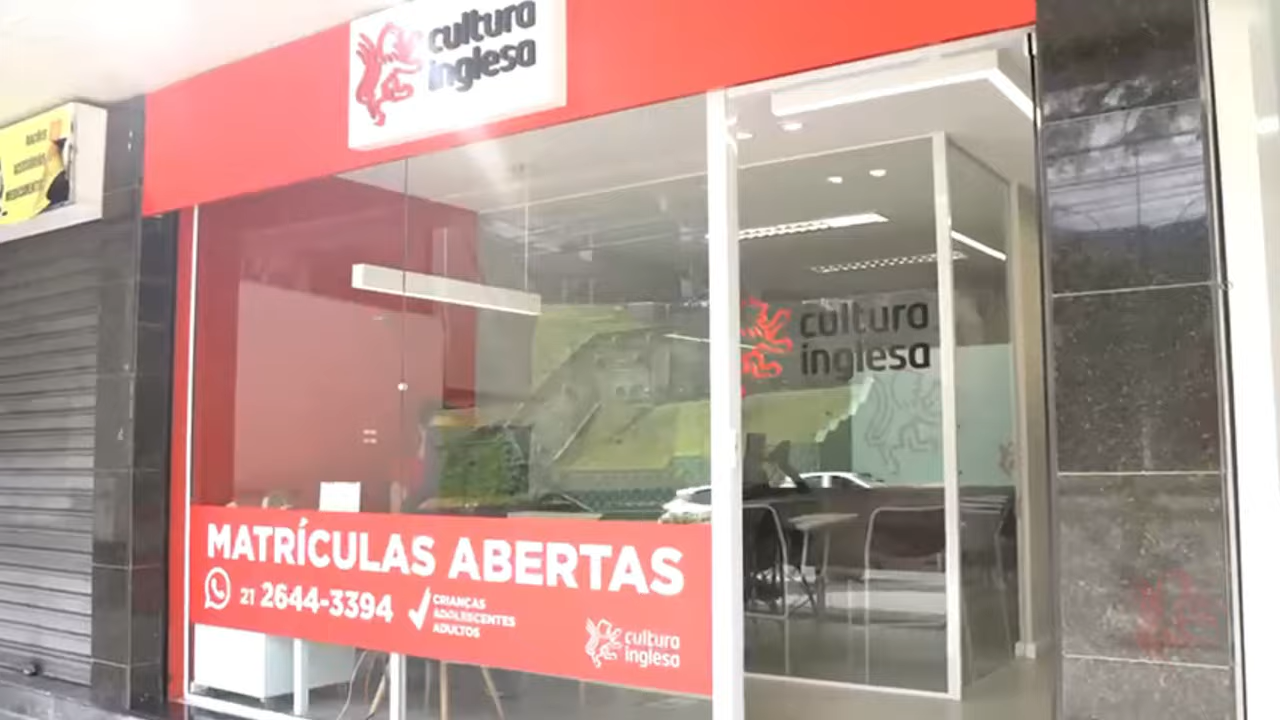 cultura
inglesa
cultura
inglesa
MATRÍCULAS ABERTAS
21 2644-3394
CRIANÇAS
ADOLESCENTES
ADULTOS
cultura
inglesa